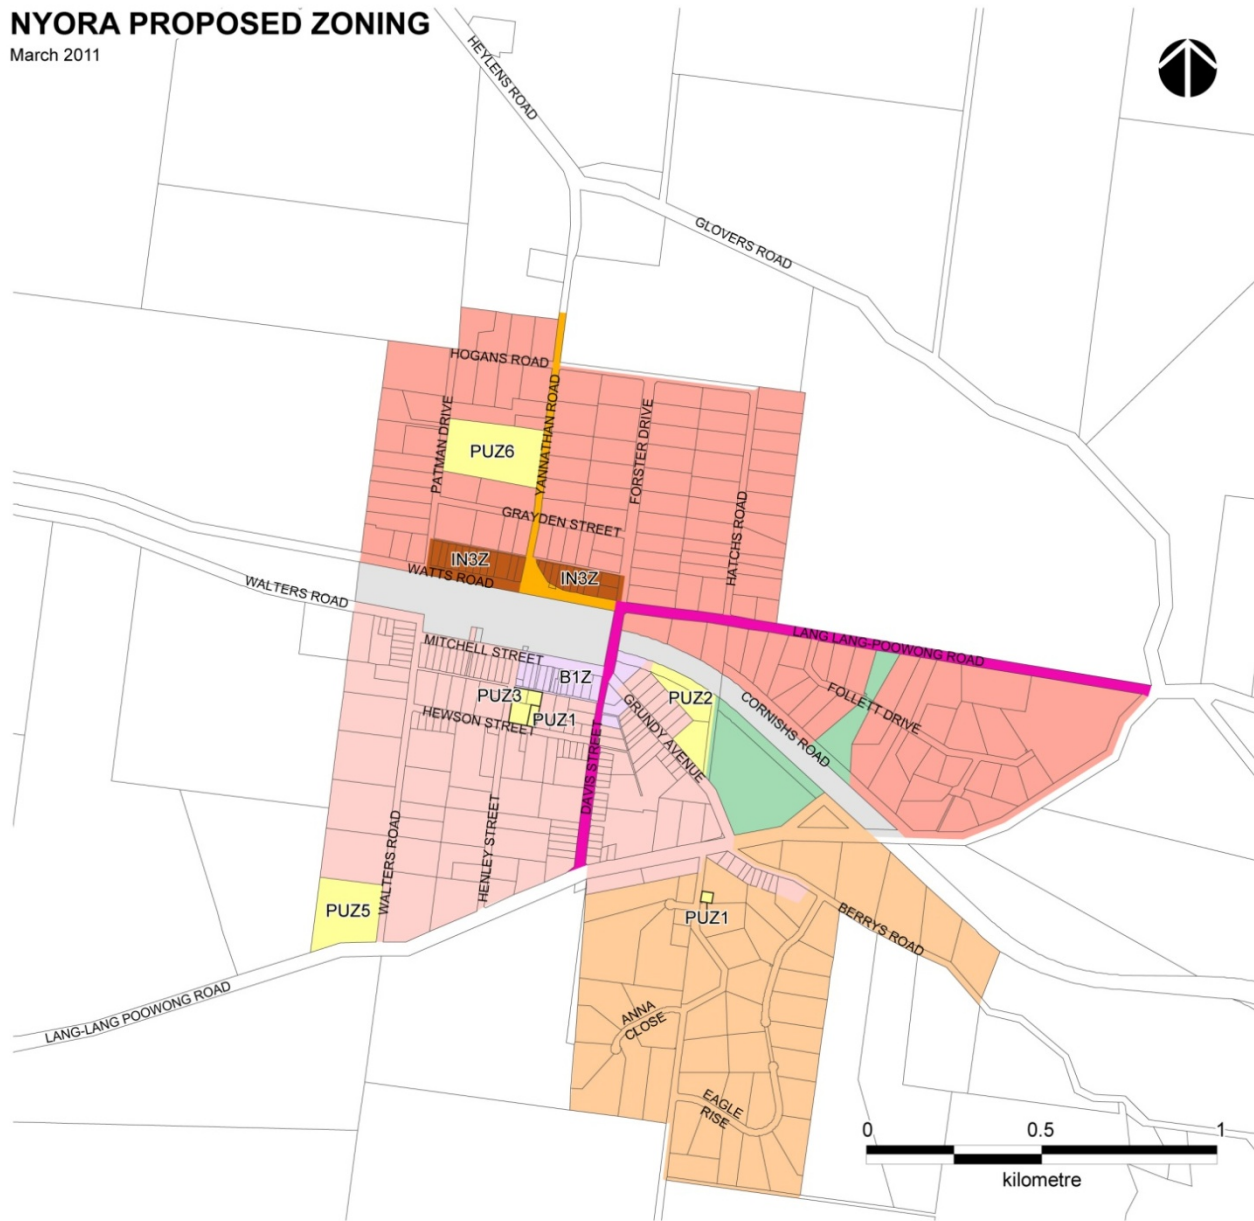 NYORA PROPOSED ZONING
March 2011
HEYLENS ROAD
GLOVERS ROAD
HOGANS ROAD
YANNATHAN ROAD
PATMAN DRIVE
FORSTER DRIVE
PUZ6
HATCHS ROAD
GRAYDEN STREET
IN3Z
IN3Z
WATTS ROAD
WALTERS ROAD
LANG LANG-POOWONG ROAD
MITCHELL STREET
B1Z
PUZ3
PUZ2
PUZ1
HEWSON STREET
GRUNDY AVENUE
CORNISHS ROAD
FOLLETT DRIVE
DAVIS STREET
HENLEY STREET
WALTERS ROAD
PUZ5
PUZ1
BERRYS ROAD
LANG-LANG POOWONG ROAD
ANNA
CLOSE
EAGLE
RISE
0 0.5 1
kilometre